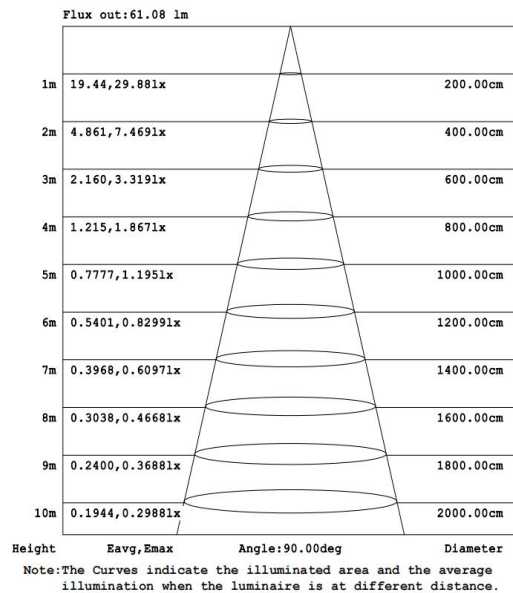 Flux out:61.08 lm
1m 19.44,29.88lx 200.00cm
2m 4.861,7.469lx 400.00cm
3m 2.160,3.319lx 600.00cm
4m 1.215,1.867lx 800.00cm
5m 0.7777,1.195lx 1000.00cm
6m 0.5401,0.8299lx 1200.00cm
7m 0.3968,0.6097lx 1400.00cm
8m 0.3038,0.4668lx 1600.00cm
9m 0.2400,0.3688lx 1800.00cm
10m 0.1944,0.2988lx 2000.00cm
Height Eavg,Emax Angle:90.00deg Diameter
Note:The Curves indicate the illuminated area and the average
illumination when the luminaire is at different distance.